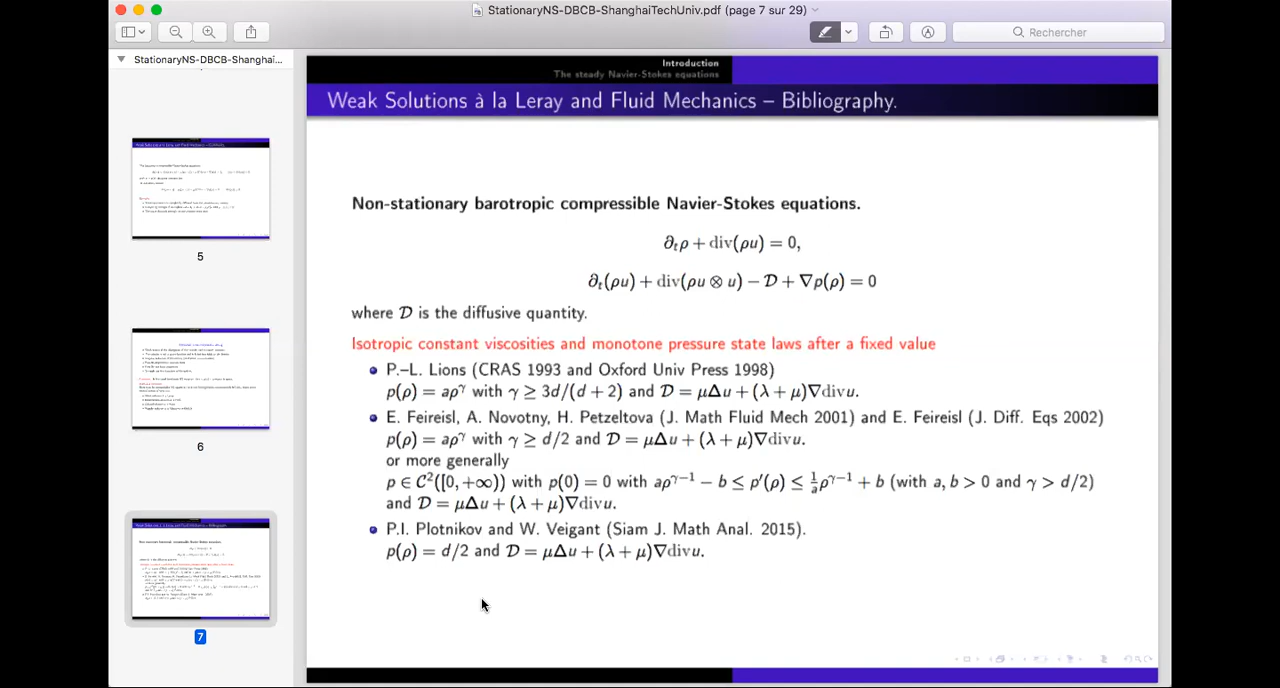 StationaryNS-DBCB-ShanghaiTechUniv.pdf (page 7 sur 29)
Rechercher
StationaryNS-DBCB-Shanghai...
5
6
7
Introduction
The steady Navier-Stokes equations
Weak Solutions à la Leray and Fluid Mechanics – Bibliography.
Non-stationary barotropic compressible Navier-Stokes equations.
∂ₜρ + div(ρu) = 0,
∂ₜ(ρu) + div(ρu ⊗ u) − 𝒟 + ∇p(ρ) = 0
where 𝒟 is the diffusive quantity.
Isotropic constant viscosities and monotone pressure state laws after a fixed value
P.–L. Lions (CRAS 1993 and Oxford Univ Press 1998)
p(ρ) = aρ^γ with γ ≥ 3d/(d + 2) and 𝒟 = μΔu + (λ + μ)∇divu.
E. Feireisl, A. Novotny, H. Petzeltova (J. Math Fluid Mech 2001) and E. Feireisl (J. Diff. Eqs 2002)
p(ρ) = aρ^γ with γ ≥ d/2 and 𝒟 = μΔu + (λ + μ)∇divu.
or more generally
p ∈ 𝒞²([0, +∞)) with p(0) = 0 with aρ^{γ−1} − b ≤ p′(ρ) ≤ 1/a ρ^{γ−1} + b (with a, b > 0 and γ > d/2)
and 𝒟 = μΔu + (λ + μ)∇divu.
P.I. Plotnikov and W. Veigant (Siam J. Math Anal. 2015).
p(ρ) = d/2 and 𝒟 = μΔu + (λ + μ)∇divu.